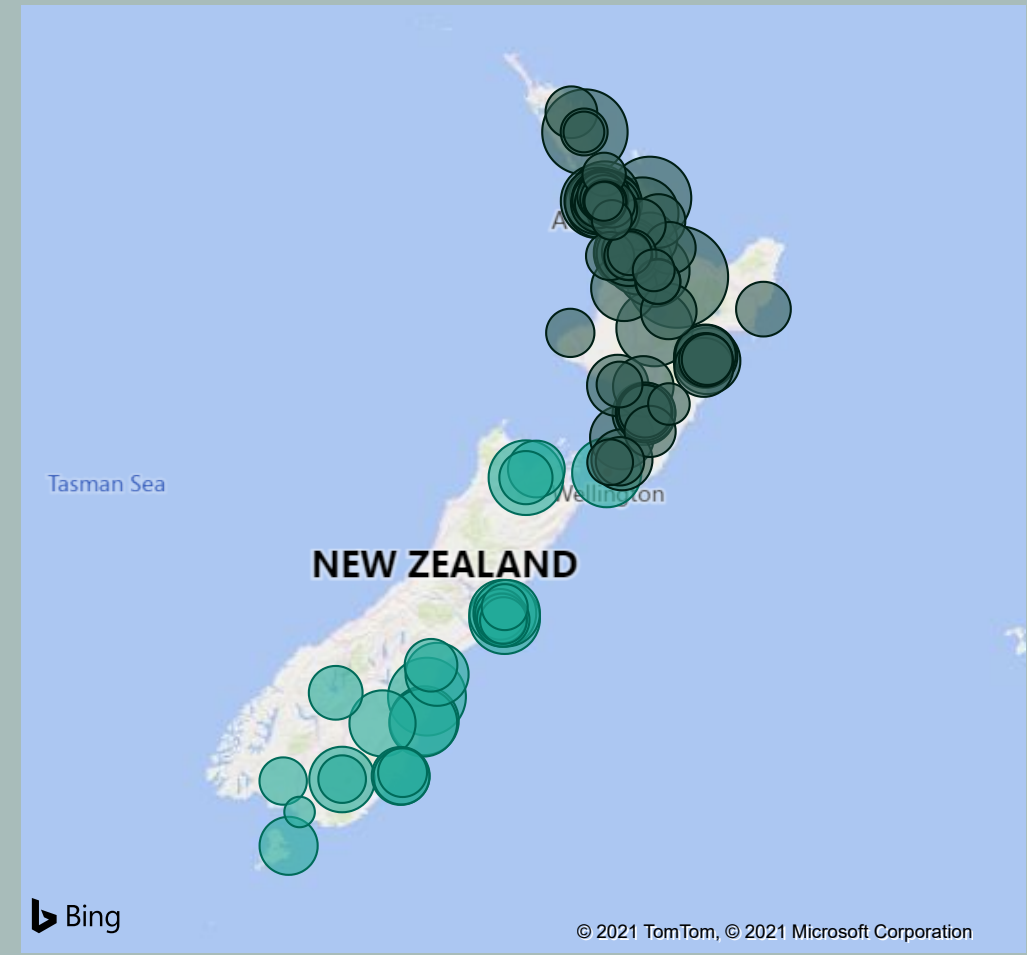 A
Tasman Sea
Wellington
NEW ZEALAND
Bing
© 2021 TomTom, © 2021 Microsoft Corporation